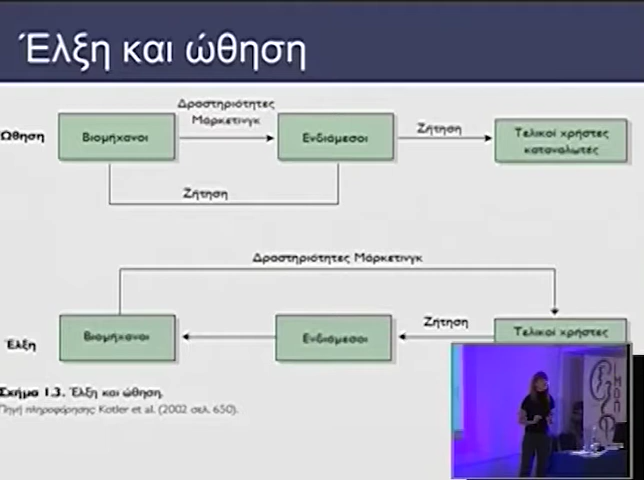 Έλξη και ώθηση
Δραστηριότητες
Μάρκετινγκ
Ώθηση
Βιομήχανοι
Ενδιάμεσοι
Ζήτηση
Τελικοί χρήστες
καταναλωτές
Ζήτηση
Δραστηριότητες Μάρκετινγκ
Έλξη
Βιομήχανοι
Ενδιάμεσοι
Ζήτηση
Τελικοί χρήστες
Σχήμα 1.3. Έλξη και ώθηση.
Πηγή πληροφόρησης: Kotler et al. (2002 σελ. 650).